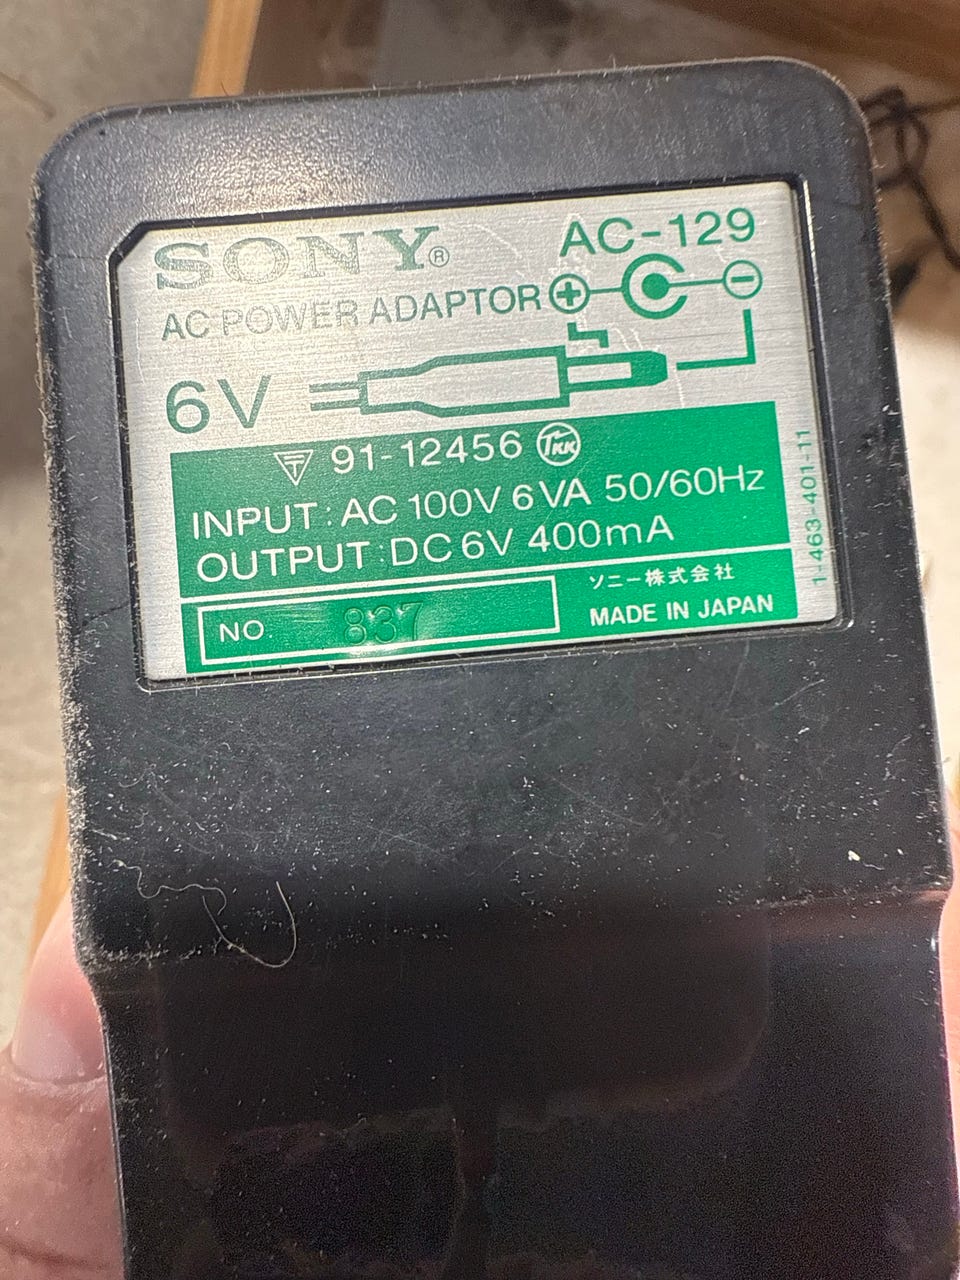 SONY®
AC-129
AC POWER ADAPTOR
6V
91-12456
INPUT : AC 100V 6VA 50/60Hz
OUTPUT : DC 6V 400mA
NO. 837
ソニー株式会社
MADE IN JAPAN
1-463-401-11